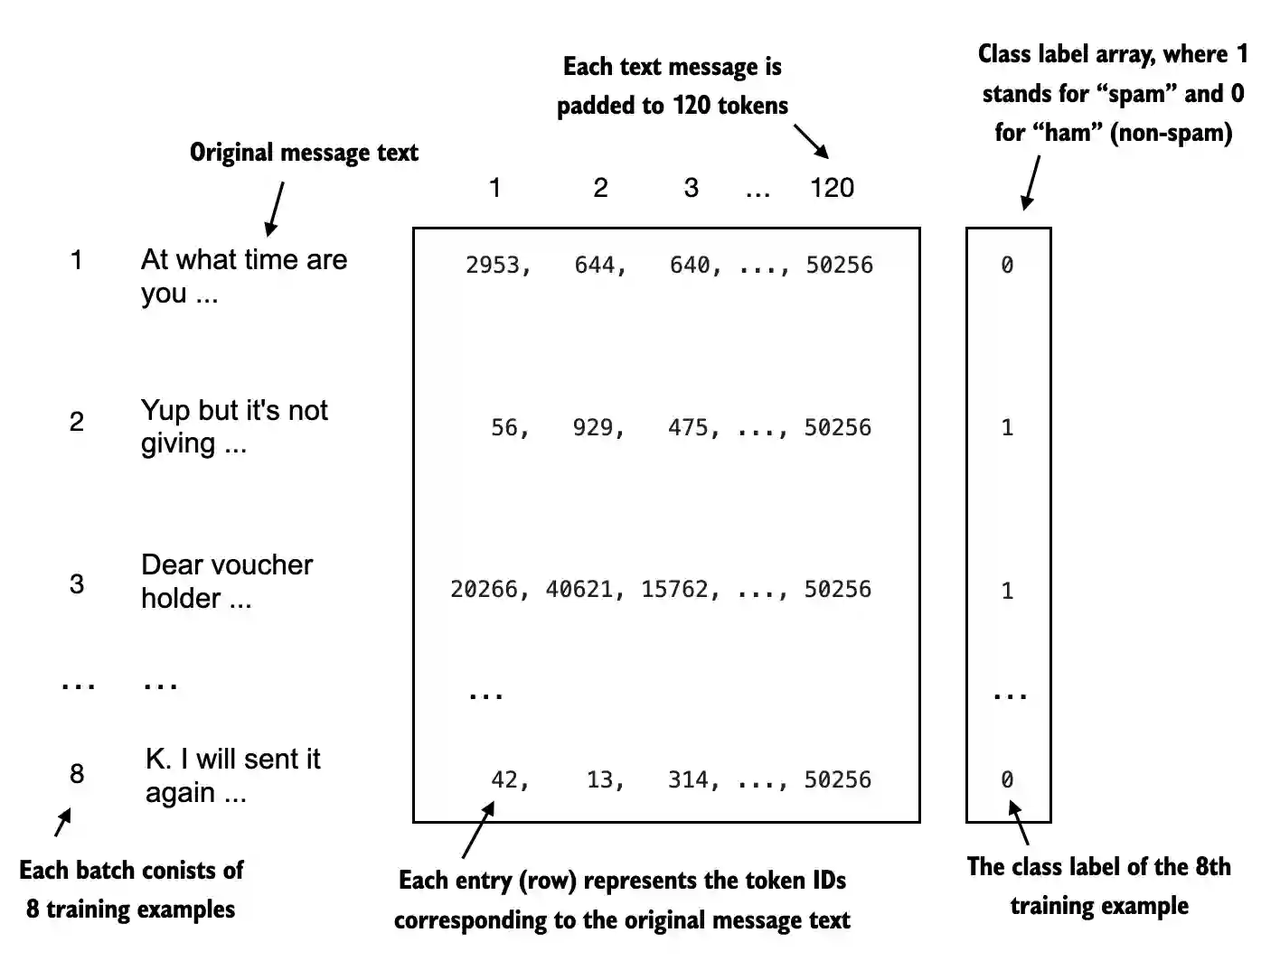 Each text message is
padded to 120 tokens
Class label array, where 1
stands for “spam” and 0
for “ham” (non-spam)
Original message text
1 2 3 ... 120
1 At what time are
you ...
2953, 644, 640, ..., 50256 0
2 Yup but it's not
giving ...
56, 929, 475, ..., 50256 1
3 Dear voucher
holder ...
20266, 40621, 15762, ..., 50256 1
... ... ... ...
8 K. I will sent it
again ...
42, 13, 314, ..., 50256 0
Each batch conists of
8 training examples
Each entry (row) represents the token IDs
corresponding to the original message text
The class label of the 8th
training example